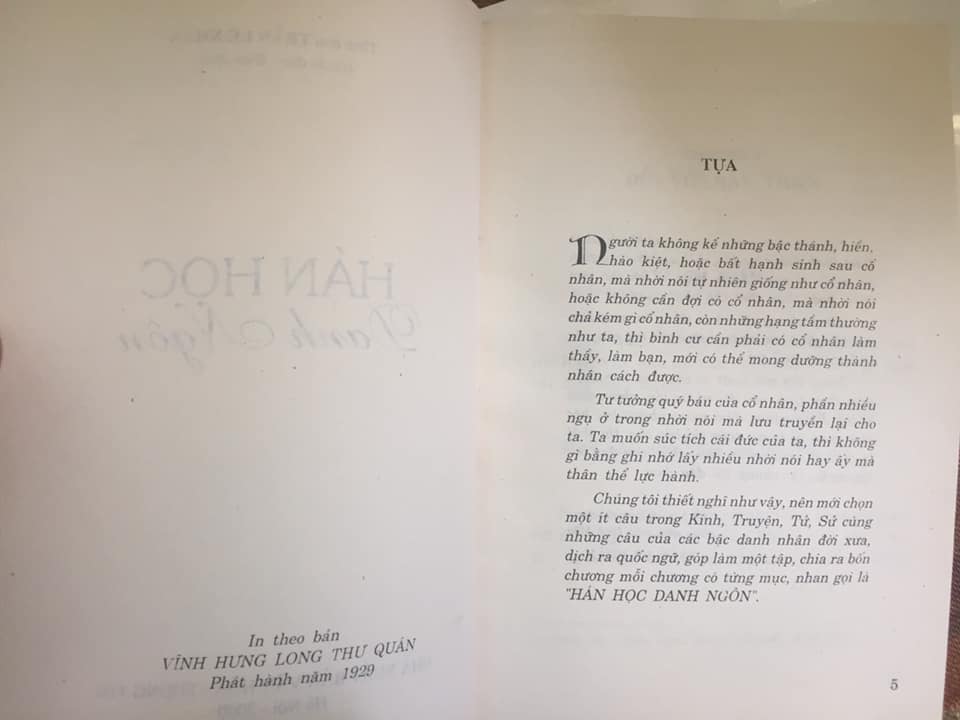 In theo bản
VĨNH HƯNG LONG THƯ QUÁN
Phát hành năm 1929
TỰA
Người ta không kể những bậc thánh, hiền,
hào kiệt, hoặc bất hạnh sinh sau cổ
nhân, mà nhời nói tự nhiên giống như cổ nhân,
hoặc không cần đợi có cổ nhân, mà nhời nói
chả kém gì cổ nhân, còn những hạng tầm thường
như ta, thì bình cư cần phải có cổ nhân làm
thầy, làm bạn, mới có thể mong dưỡng thành
nhân cách được.
Tư tưởng quý báu của cổ nhân, phần nhiều
ngụ ở trong nhời nói mà lưu truyền lại cho
ta. Ta muốn súc tích cái đức của ta, thì không
gì bằng ghi nhớ lấy nhiều nhời nói hay ấy mà
thân thể lực hành.
Chúng tôi thiết nghĩ như vậy, nên mới chọn
một ít câu trong Kinh, Truyện, Tử, Sử cùng
những câu của các bậc danh nhân đời xưa,
dịch ra quốc ngữ, góp làm một tập, chia ra bốn
chương mỗi chương có từng mục, nhan gọi là
"HÁN HỌC DANH NGÔN".
5